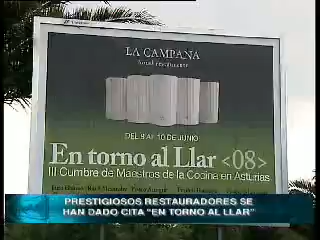 LA CAMPANA
DEL 8 AL 10 DE JUNIO
En torno al Llar <08>
III Cumbre de Maestros de la Cocina en Asturias
PRESTIGIOSOS RESTAURADORES SE
HAN DADO CITA "EN TORNO AL LLAR"